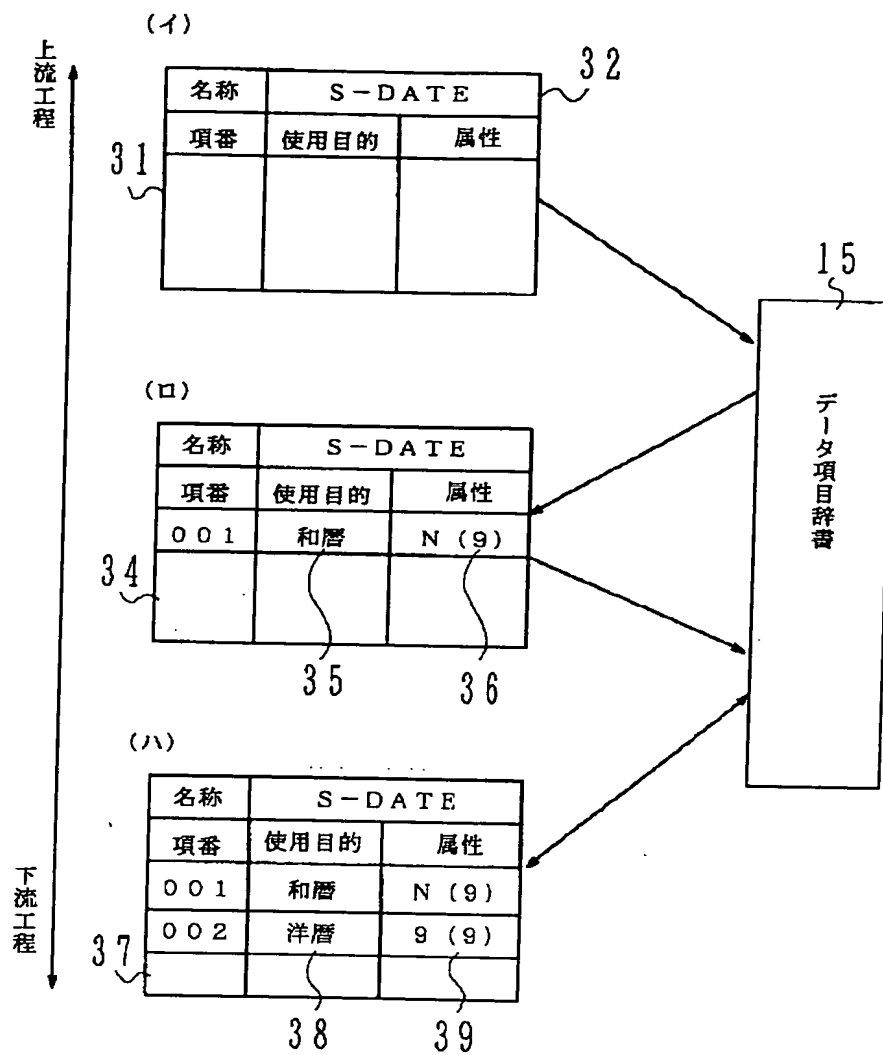 (イ)
上流工程
32
名称 S-DATE
項番 使用目的 属性
31
15
データ項目辞書
(ロ)
名称 S-DATE
項番 使用目的 属性
001 和暦 N(9)
34
35 36
(ハ)
名称 S-DATE
項番 使用目的 属性
001 和暦 N(9)
002 洋暦 9(9)
下流工程
37
38 39